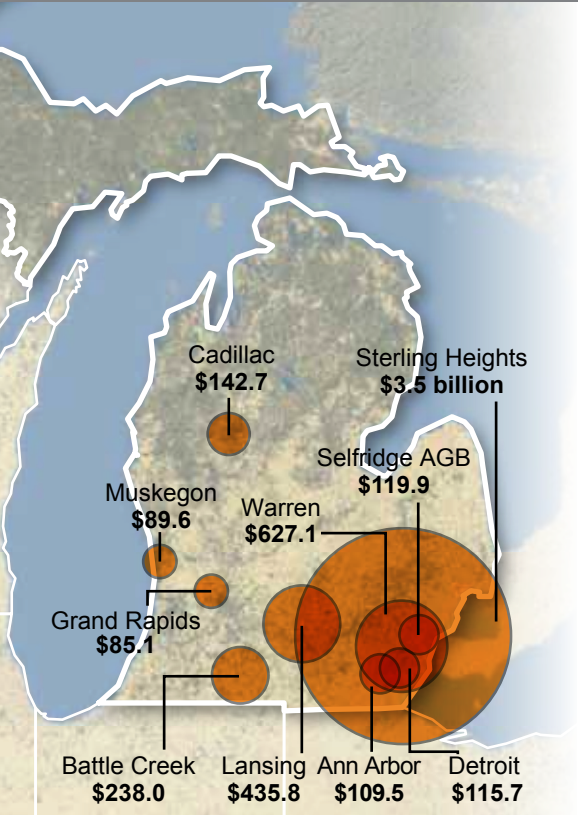 Cadillac
$142.7
Sterling Heights
$3.5 billion
Selfridge AGB
$119.9
Muskegon
$89.6
Warren
$627.1
Grand Rapids
$85.1
Battle Creek
$238.0
Lansing
$435.8
Ann Arbor
$109.5
Detroit
$115.7